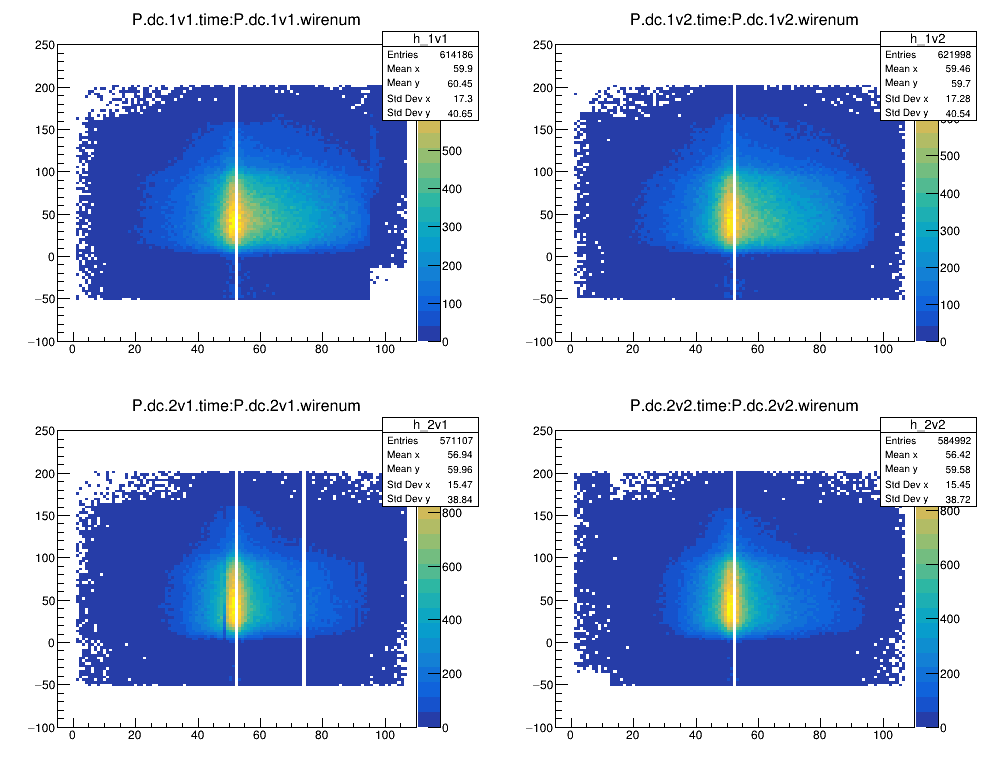 P.dc.1v1.time:P.dc.1v1.wirenum
h_1v1
Entries 614186
Mean x 59.9
Mean y 60.45
Std Dev x 17.3
Std Dev y 40.65
250
200
150
100
50
0
−50
−100
0 20 40 60 80 100
500
400
300
200
100
0
P.dc.1v2.time:P.dc.1v2.wirenum
h_1v2
Entries 621998
Mean x 59.46
Mean y 59.7
Std Dev x 17.28
Std Dev y 40.54
250
200
150
100
50
0
−50
−100
0 20 40 60 80 100
500
400
300
200
100
0
P.dc.2v1.time:P.dc.2v1.wirenum
h_2v1
Entries 571107
Mean x 56.94
Mean y 59.96
Std Dev x 15.47
Std Dev y 38.84
250
200
150
100
50
0
−50
−100
0 20 40 60 80 100
800
600
400
200
0
P.dc.2v2.time:P.dc.2v2.wirenum
h_2v2
Entries 584992
Mean x 56.42
Mean y 59.58
Std Dev x 15.45
Std Dev y 38.72
250
200
150
100
50
0
−50
−100
0 20 40 60 80 100
800
600
400
200
0